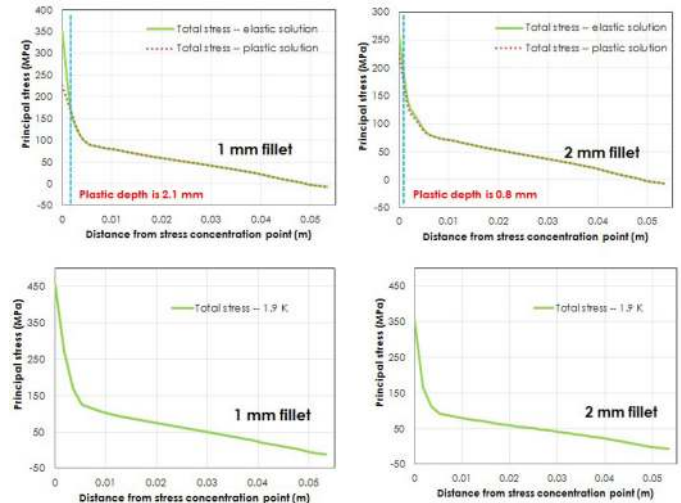 400
350
300
250
200
150
100
50
0
-50
Principal stress (MPa)
Total stress – elastic solution
Total stress – plastic solution
1 mm fillet
Plastic depth is 2.1 mm
0 0.01 0.02 0.03 0.04 0.05
Distance from stress concentration point (m)
300
250
200
150
100
50
0
-50
Principal stress (MPa)
Total stress – elastic solution
Total stress – plastic solution
2 mm fillet
Plastic depth is 0.8 mm
0 0.01 0.02 0.03 0.04 0.05
Distance from stress concentration point (m)
450
350
250
150
50
-50
Principal stress (MPa)
Total stress – 1.9 K
1 mm fillet
0 0.01 0.02 0.03 0.04 0.05
Distance from stress concentration point (m)
450
350
250
150
50
-50
Principal stress (MPa)
Total stress – 1.9 K
2 mm fillet
0 0.01 0.02 0.03 0.04 0.05
Distance from stress concentration point (m)